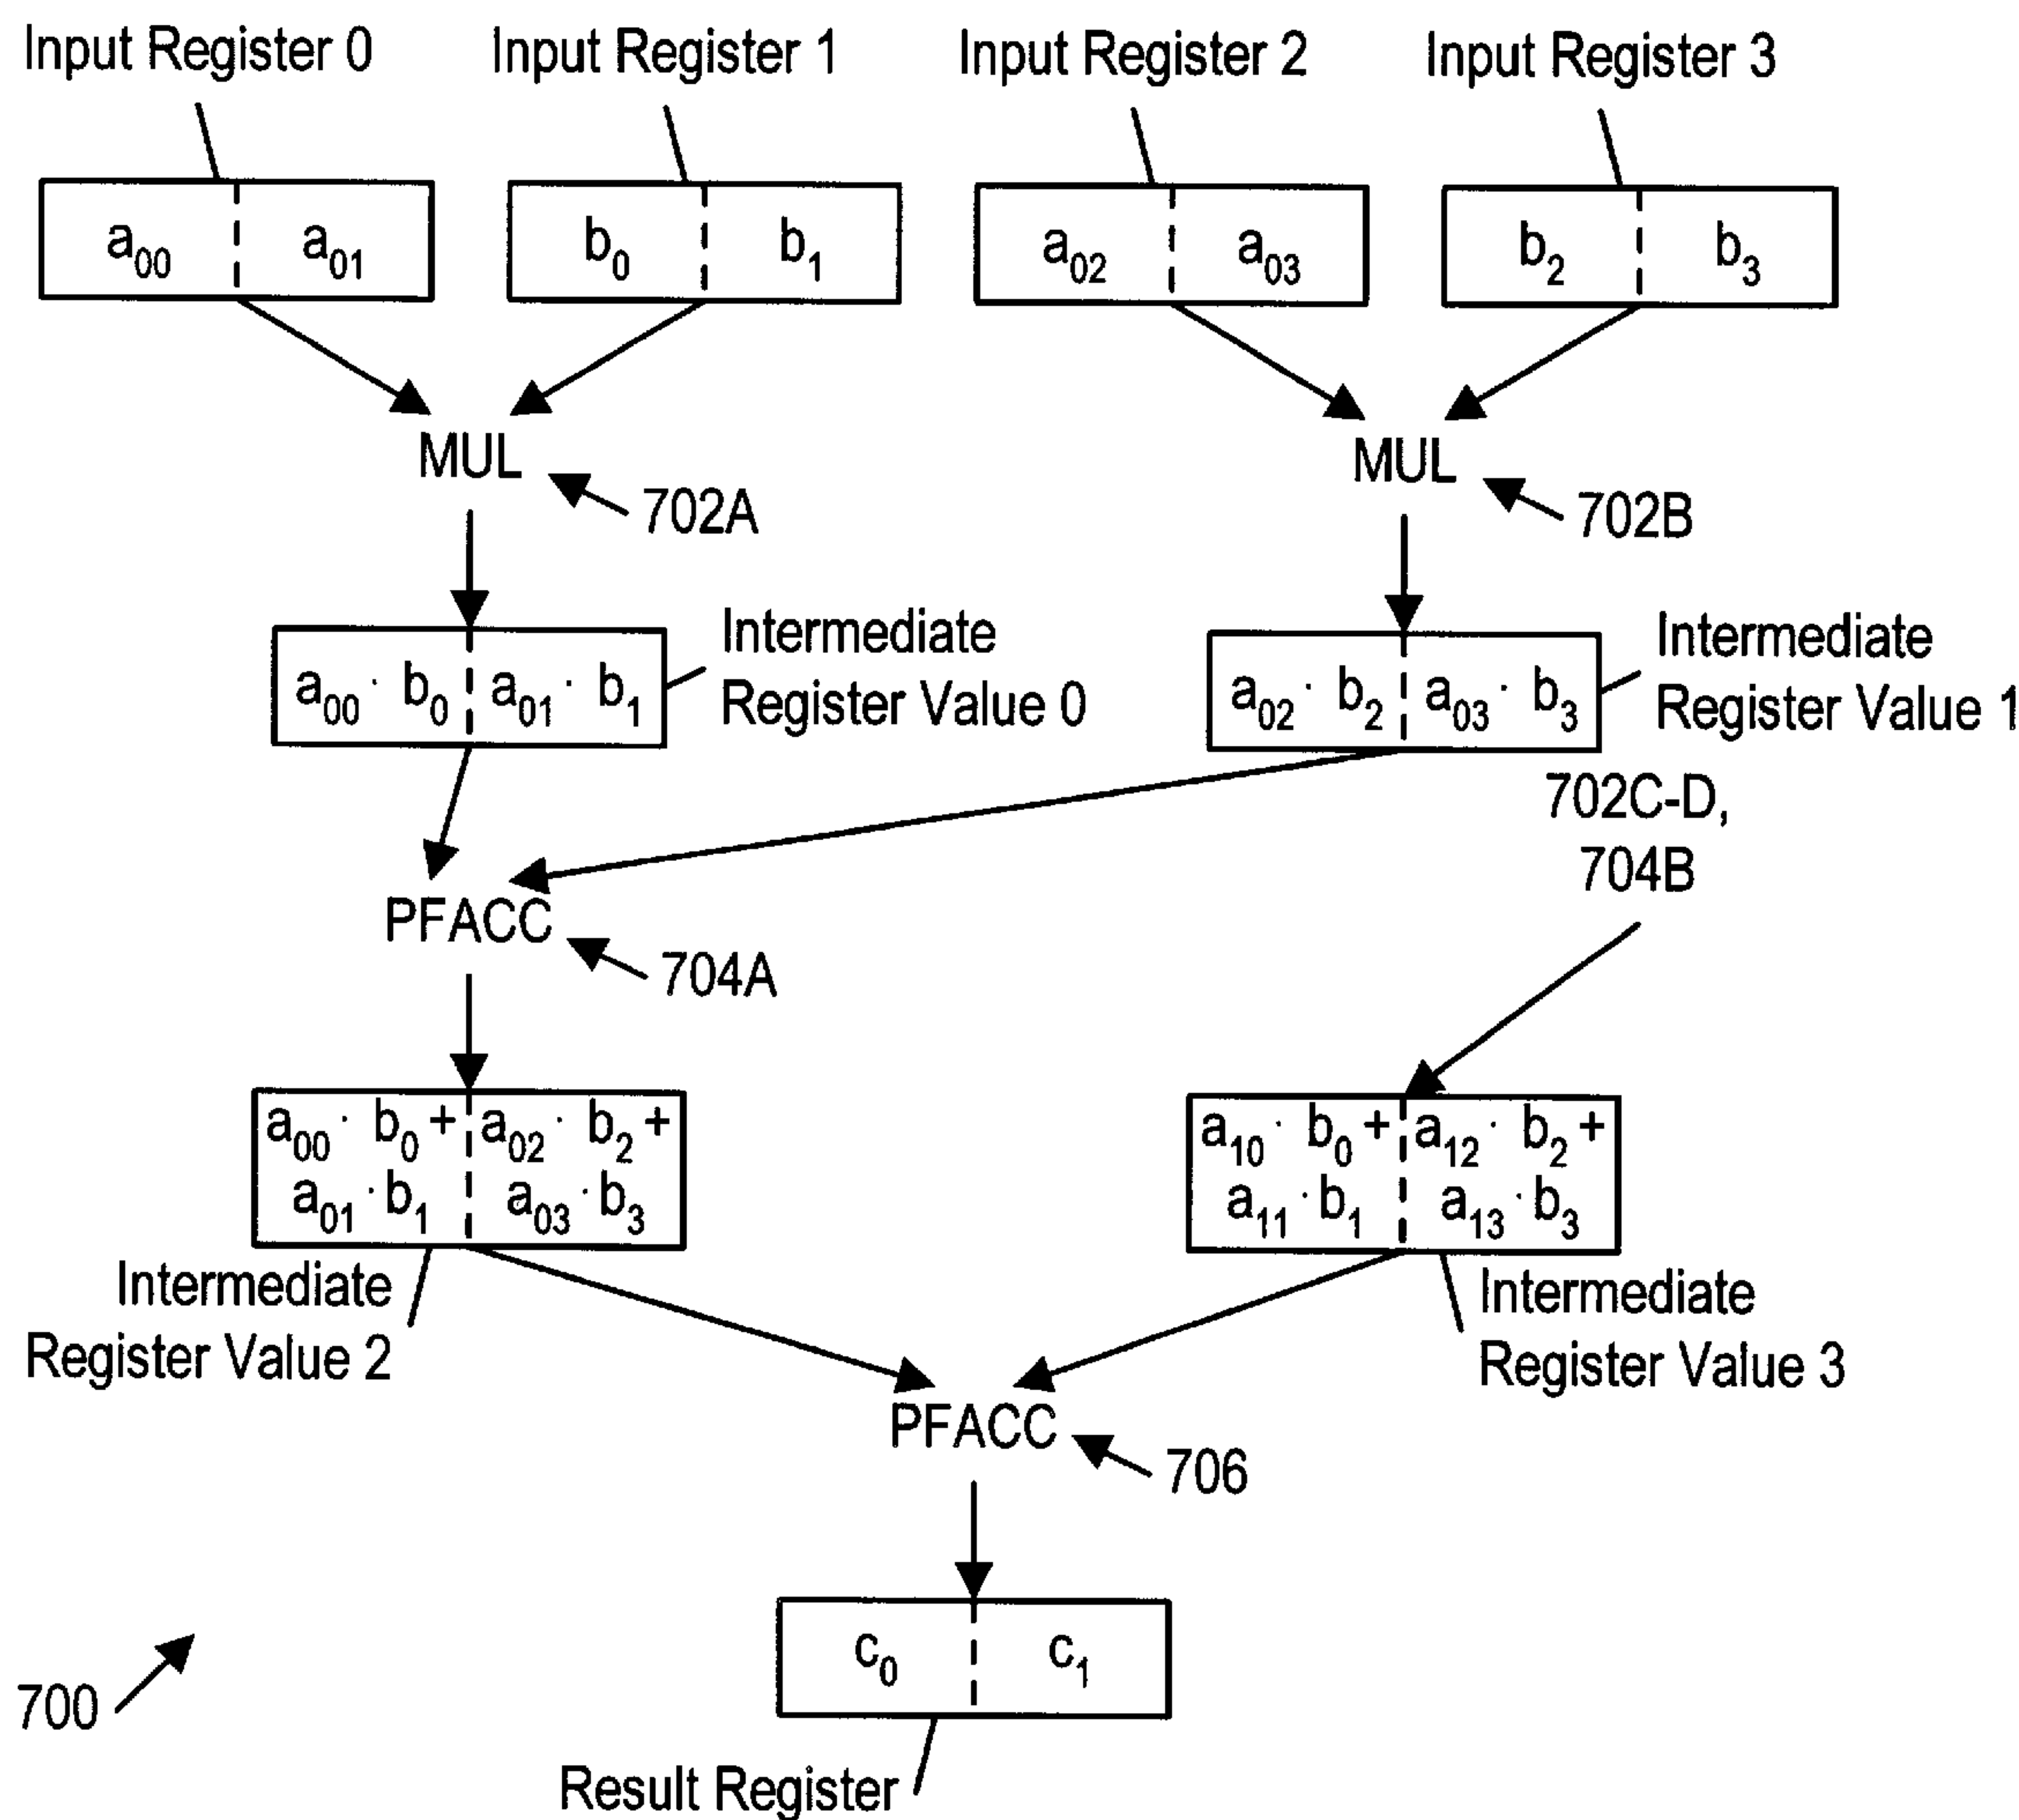 Input Register 0 Input Register 1 Input Register 2 Input Register 3
a00 a01 b0 b1 a02 a03 b2 b3
MUL MUL
702A 702B
Intermediate
Register Value 0
a00 · b0 a01 · b1
Intermediate
Register Value 1
a02 · b2 a03 · b3
702C-D,
704B
PFACC
704A
a00 · b0 + a02 · b2 +
a01 · b1 a03 · b3
a10 · b0 + a12 · b2 +
a11 · b1 a13 · b3
Intermediate
Register Value 2
Intermediate
Register Value 3
PFACC
706
c0 c1
700
Result Register